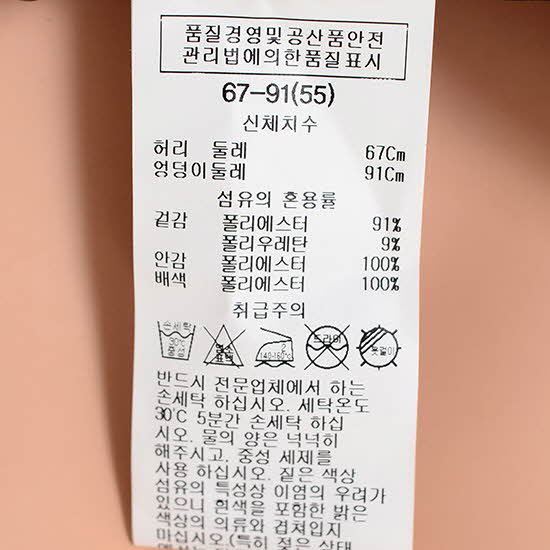 품질경영및공산품안전
관리법에의한품질표시
67-91(55)
신체치수
허리 둘레 67Cm
엉덩이둘레 91Cm
섬유의 혼용률
겉감 폴리에스터 91%
폴리우레탄 9%
안감 폴리에스터 100%
배색 폴리에스터 100%
취급주의
손세탁 30℃ 중성 염소 표백 2 140-160℃ 드라이 옷걸이
반드시 전문업체에서 하는
손세탁 하십시오. 세탁온도
30℃ 5분간 손세탁 하십
시오. 물의 양은 넉넉히
해주시고, 중성 세제를
사용 하십시오. 짙은 색상
섬유의 특성상 이염의 우려가
있으니 흰색을 포함한 밝은
색상의 의류와 겹쳐입지
마십시오.(특히 젖은 상태